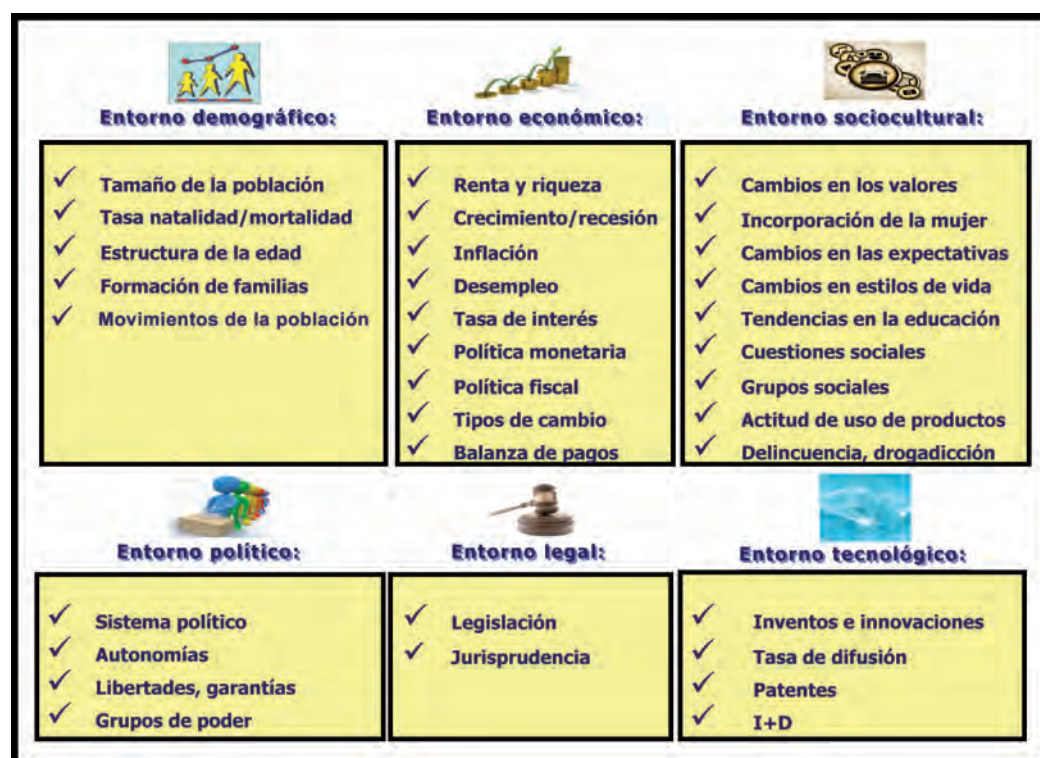 Entorno demográfico:
Tamaño de la población
Tasa natalidad/mortalidad
Estructura de la edad
Formación de familias
Movimientos de la población
Entorno económico:
Renta y riqueza
Crecimiento/recesión
Inflación
Desempleo
Tasa de interés
Política monetaria
Política fiscal
Tipos de cambio
Balanza de pagos
Entorno sociocultural:
Cambios en los valores
Incorporación de la mujer
Cambios en las expectativas
Cambios en estilos de vida
Tendencias en la educación
Cuestiones sociales
Grupos sociales
Actitud de uso de productos
Delincuencia, drogadicción
Entorno político:
Sistema político
Autonomías
Libertades, garantías
Grupos de poder
Entorno legal:
Legislación
Jurisprudencia
Entorno tecnológico:
Inventos e innovaciones
Tasa de difusión
Patentes
I+D